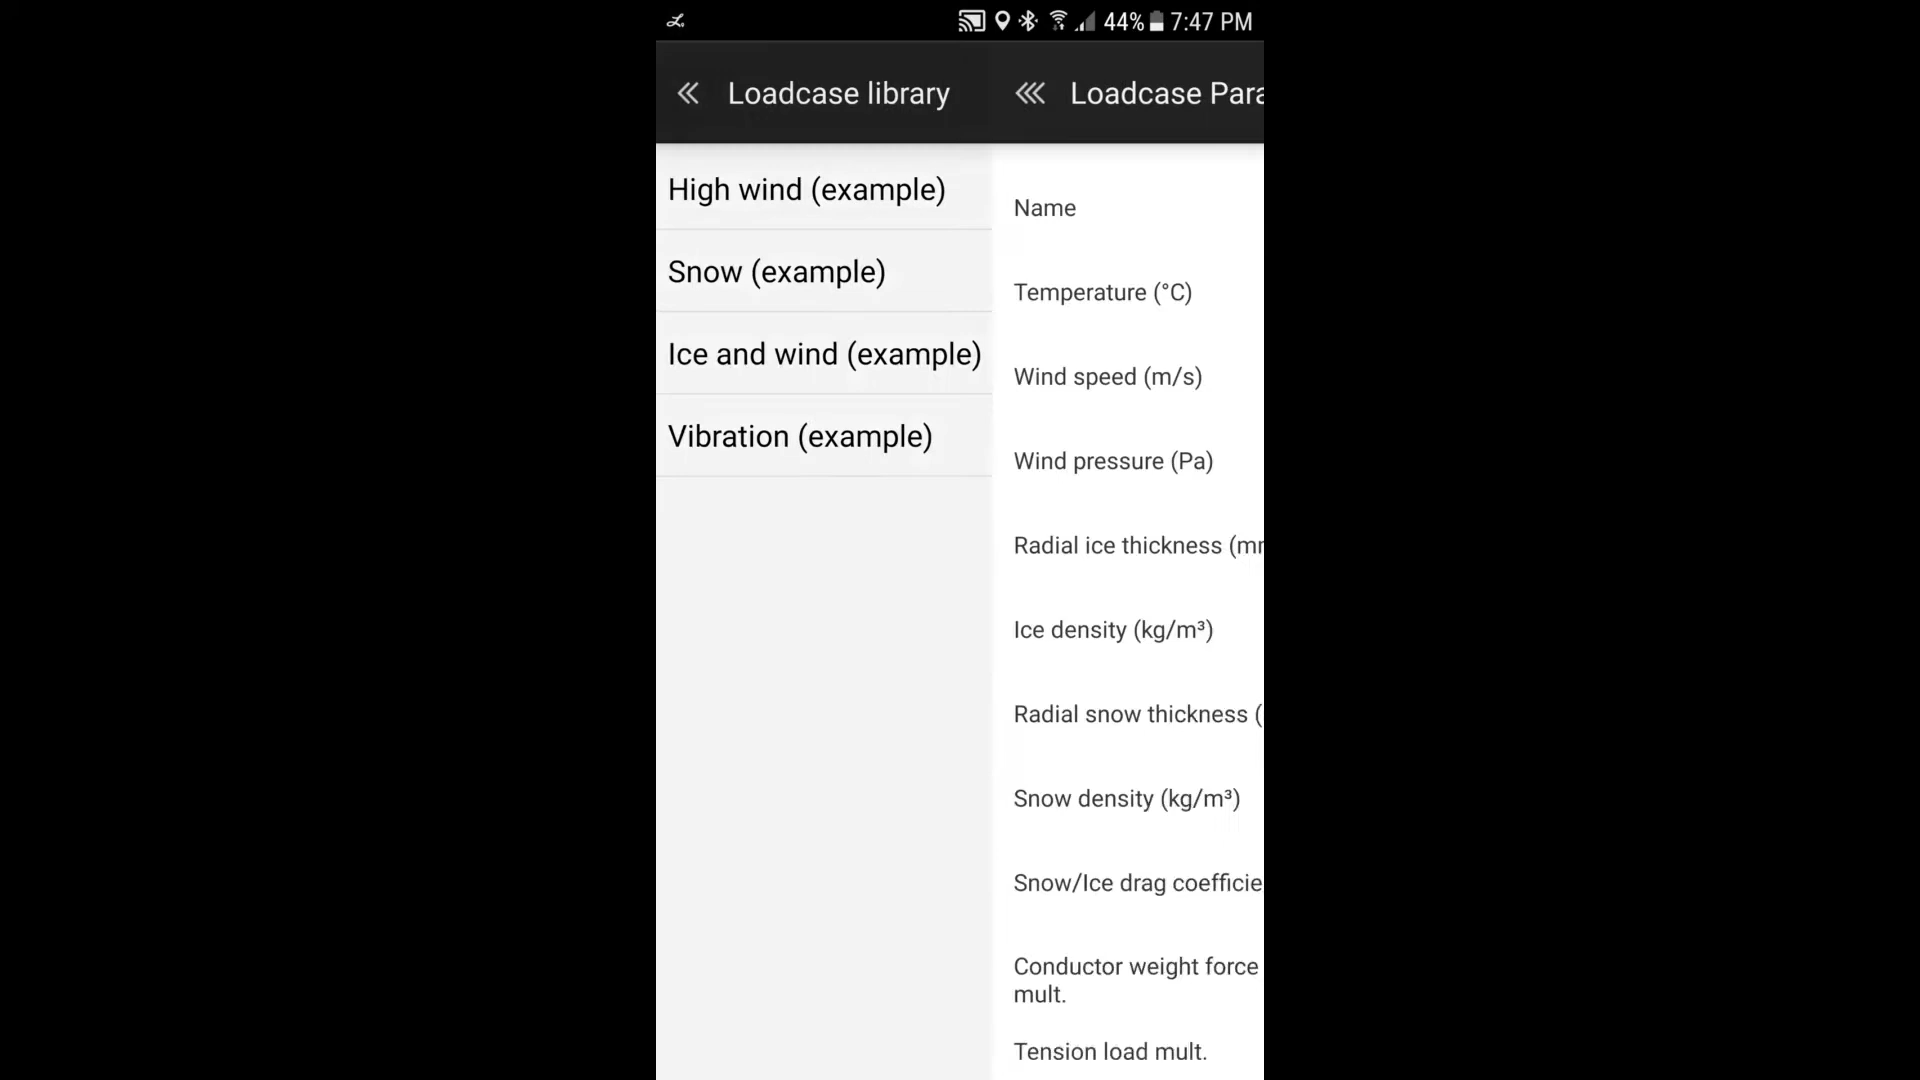 44% 7:47 PM
Loadcase library
High wind (example)
Snow (example)
Ice and wind (example)
Vibration (example)
Loadcase Para
Name
Temperature (°C)
Wind speed (m/s)
Wind pressure (Pa)
Radial ice thickness (mm
Ice density (kg/m³)
Radial snow thickness (
Snow density (kg/m³)
Snow/Ice drag coefficie
Conductor weight force
mult.
Tension load mult.